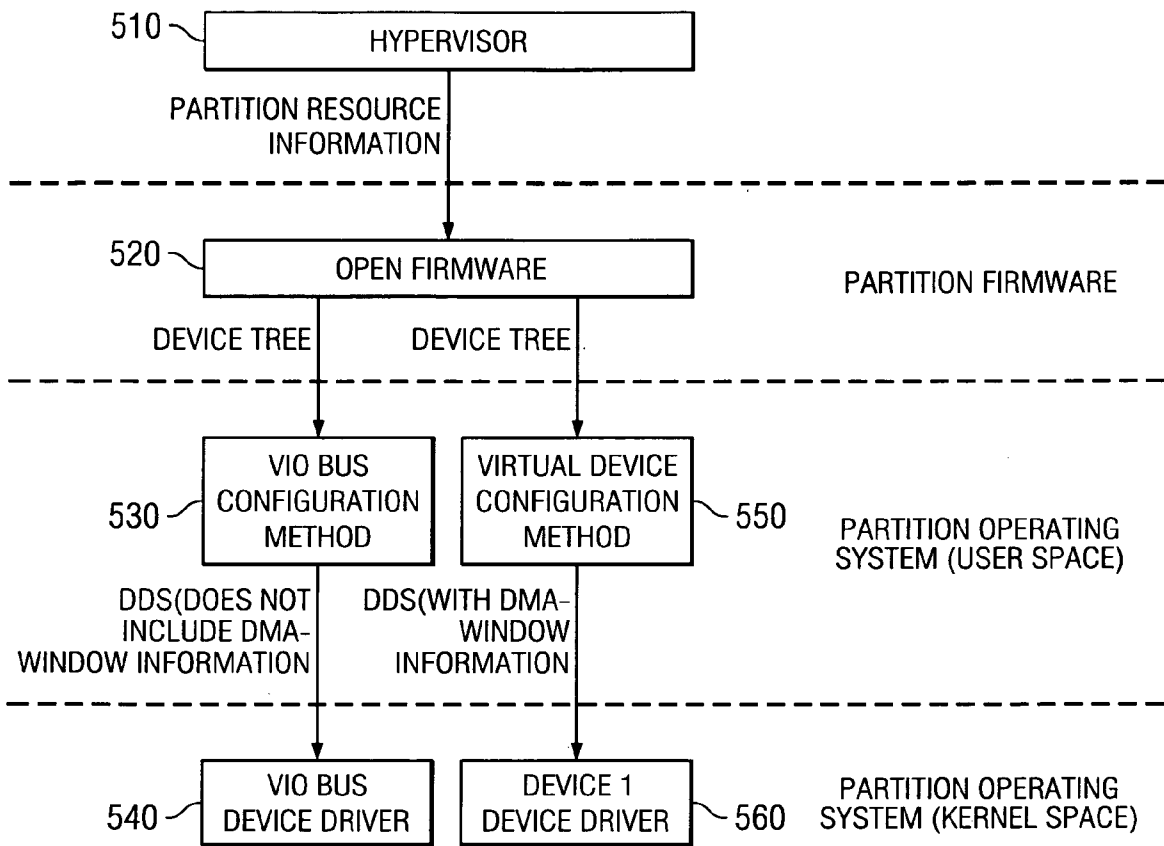 510
HYPERVISOR
PARTITION RESOURCE
INFORMATION
520
OPEN FIRMWARE
PARTITION FIRMWARE
DEVICE TREE
DEVICE TREE
530
VIO BUS
CONFIGURATION
METHOD
VIRTUAL DEVICE
CONFIGURATION
METHOD
550
PARTITION OPERATING
SYSTEM (USER SPACE)
DDS(DOES NOT
INCLUDE DMA-
WINDOW INFORMATION
DDS(WITH DMA-
WINDOW
INFORMATION)
540
VIO BUS
DEVICE DRIVER
DEVICE 1
DEVICE DRIVER
560
PARTITION OPERATING
SYSTEM (KERNEL SPACE)